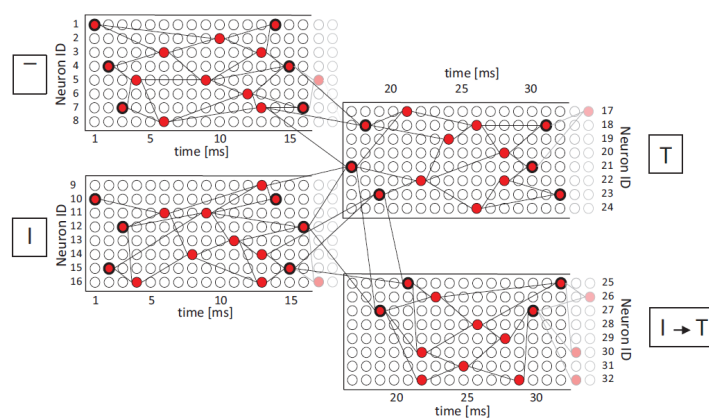 Neuron ID
1
2
3
4
5
6
7
8
1 5 10 15
time [ms]
I
Neuron ID
9
10
11
12
13
14
15
16
1 5 10 15
time [ms]
time [ms]
20 25 30
17
18
19
20
21
22
23
24
Neuron ID
T
25
26
27
28
29
30
31
32
Neuron ID
I → T
20 25 30
time [ms]